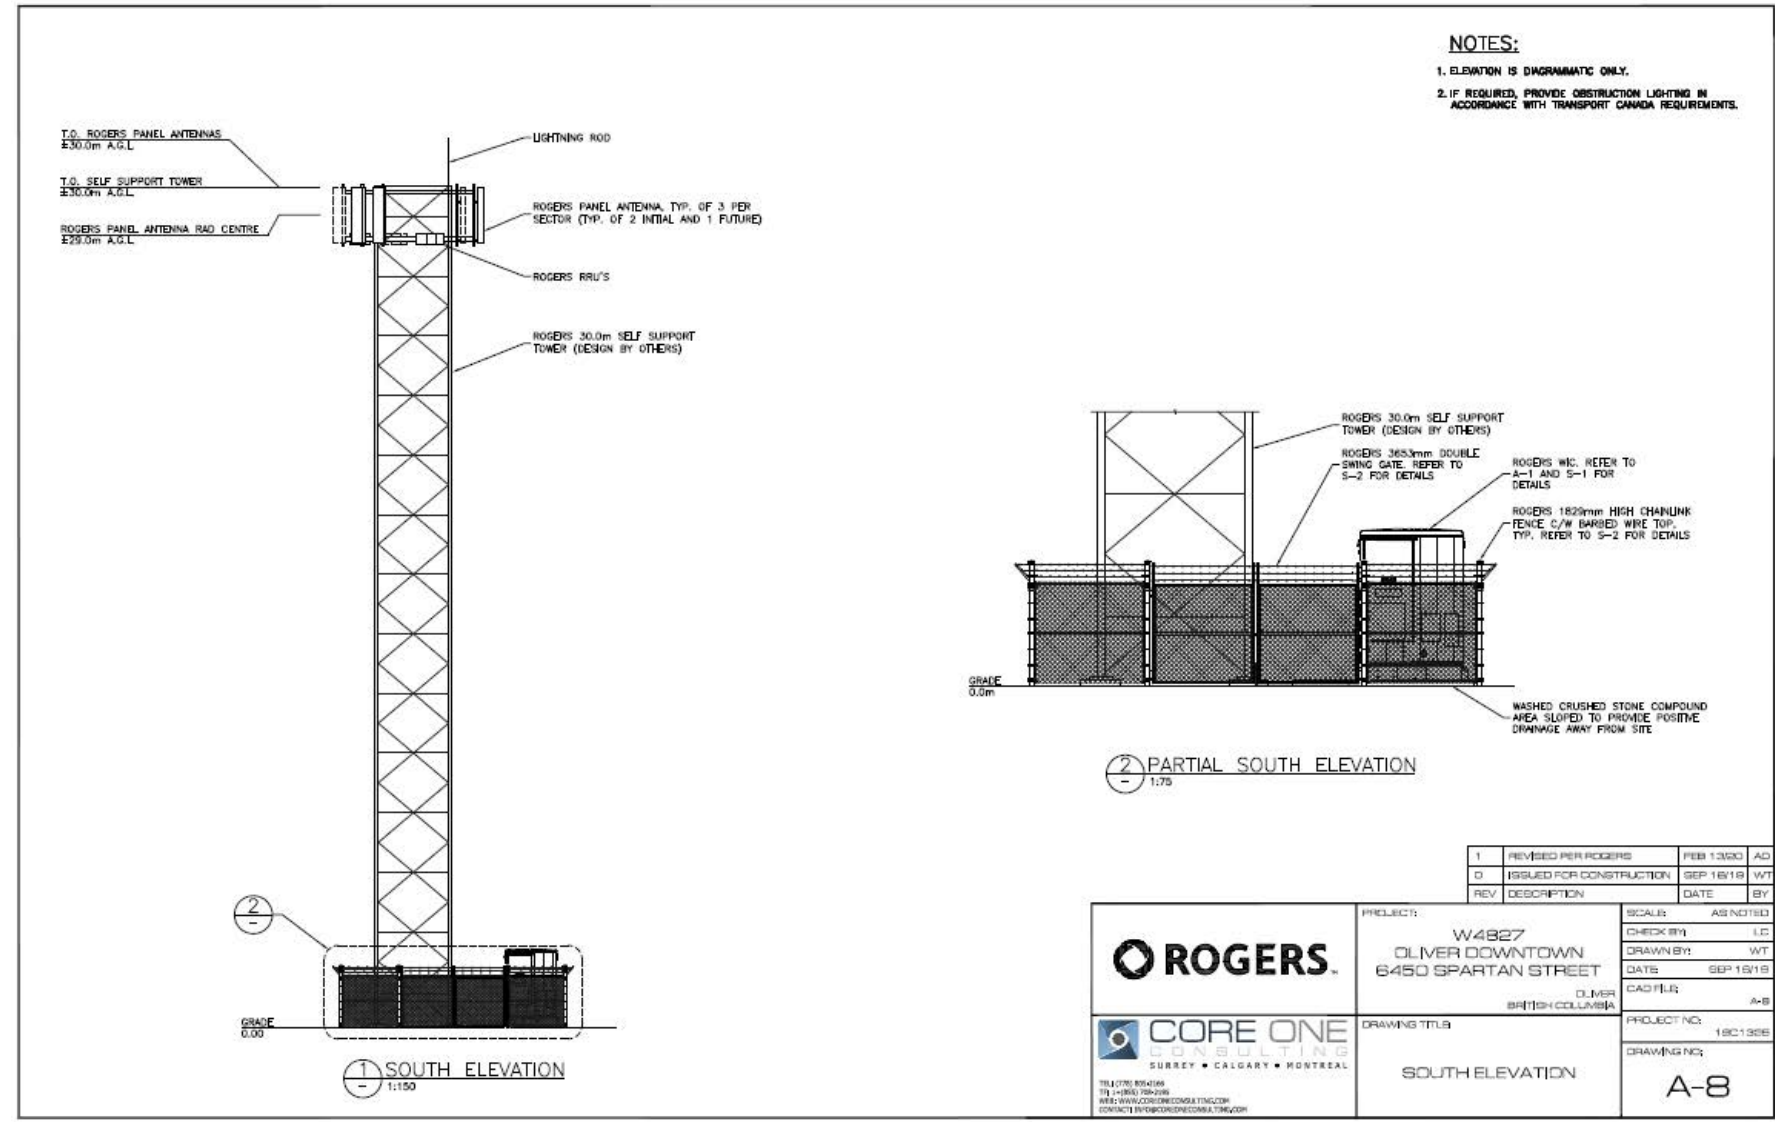 NOTES:
1. ELEVATION IS DIAGRAMMATIC ONLY.
2. IF REQUIRED, PROVIDE OBSTRUCTION LIGHTING IN
ACCORDANCE WITH TRANSPORT CANADA REQUIREMENTS.
T.O. ROGERS PANEL ANTENNAS
±30.0m A.G.L
T.O. SELF SUPPORT TOWER
±30.0m A.G.L
ROGERS PANEL ANTENNA RAD CENTRE
±29.0m A.G.L
LIGHTNING ROD
ROGERS PANEL ANTENNA, TYP. OF 3 PER
SECTOR (TYP. OF 2 INITIAL AND 1 FUTURE)
ROGERS RRU'S
ROGERS 30.0m SELF SUPPORT
TOWER (DESIGN BY OTHERS)
2
–
GRADE
0.00
1
–
SOUTH ELEVATION
1:150
ROGERS 30.0m SELF SUPPORT
TOWER (DESIGN BY OTHERS)
ROGERS 3653mm DOUBLE
SWING GATE. REFER TO
S-2 FOR DETAILS
ROGERS WIC. REFER TO
A-1 AND S-1 FOR
DETAILS
ROGERS 1829mm HIGH CHAINLINK
FENCE C/W BARBED WIRE TOP.
TYP. REFER TO S-2 FOR DETAILS
GRADE
0.0m
WASHED CRUSHED STONE COMPOUND
AREA SLOPED TO PROVIDE POSITIVE
DRAINAGE AWAY FROM SITE
2
–
PARTIAL SOUTH ELEVATION
1:75
1 REVISED PER ROGERS FEB 13/20 AD
0 ISSUED FOR CONSTRUCTION SEP 16/19 WT
REV DESCRIPTION DATE BY
ROGERS
CORE ONE
CONSULTING
SURREY • CALGARY • MONTREAL
WEB: WWW.COREONECONSULTING.COM
CONTACT: INFO@COREONECONSULTING.COM
PROJECT:
W4827
OLIVER DOWNTOWN
6450 SPARTAN STREET
OLIVER
BRITISH COLUMBIA
DRAWING TITLE:
SOUTH ELEVATION
SCALE: AS NOTED
CHECK BY: LC
DRAWN BY: WT
DATE: SEP 16/19
CAD FILE:
A-8
PROJECT NO:
DRAWING NO:
A-8